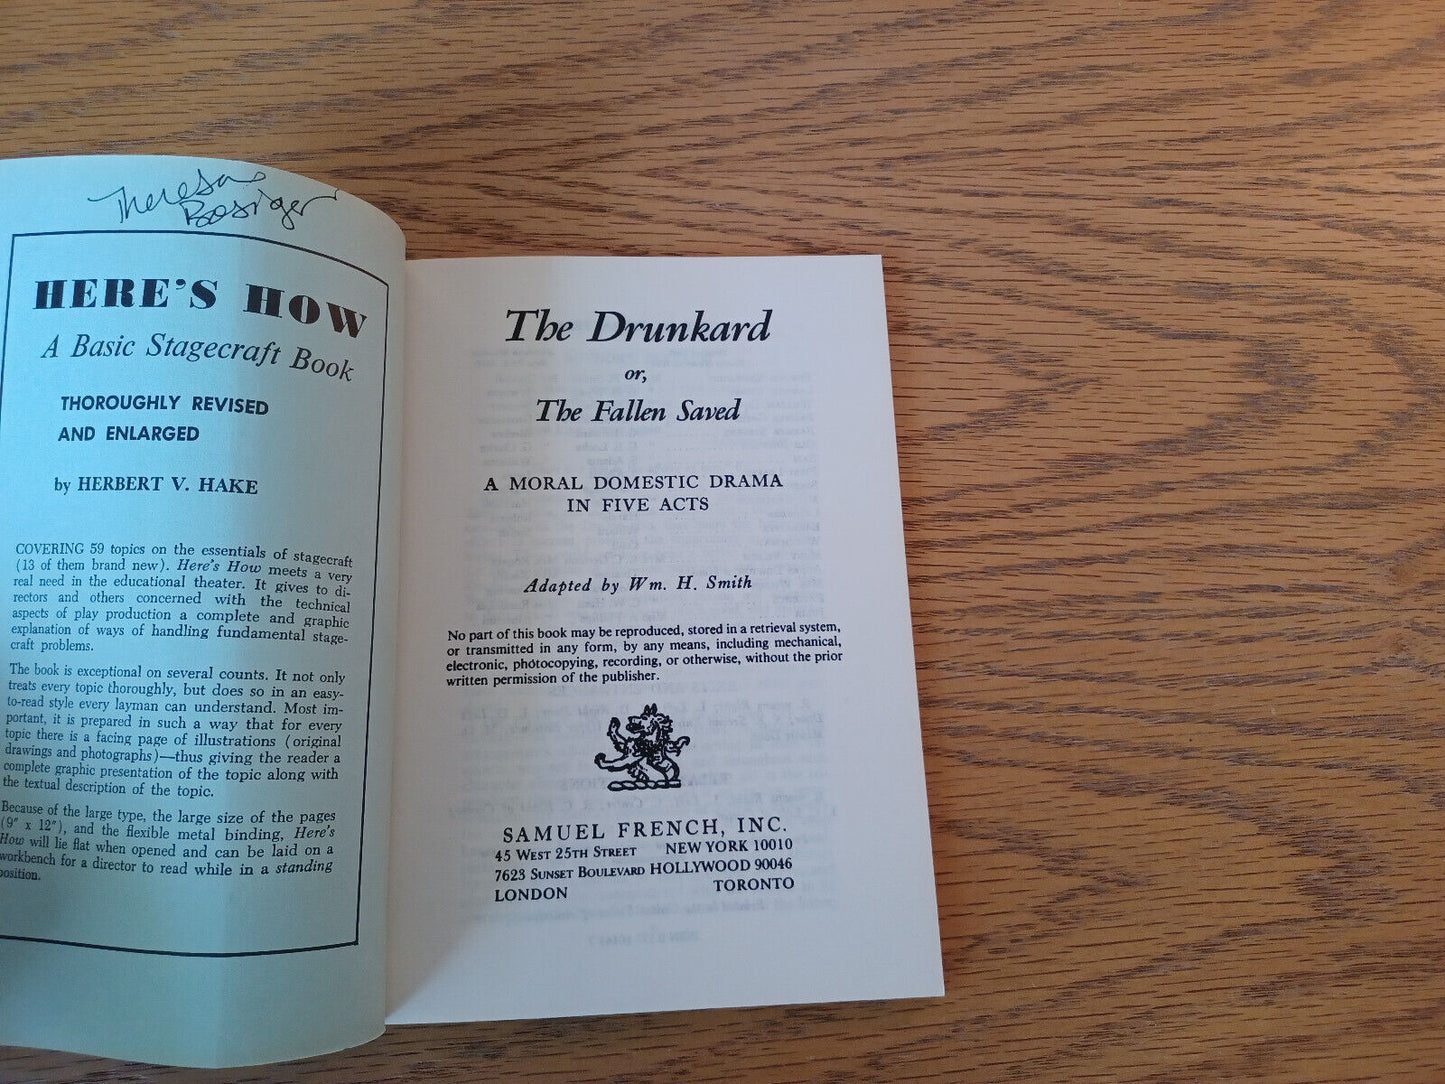 Theresa
HERE'S HOW
A Basic Stagecraft Book
THOROUGHLY REVISED
AND ENLARGED
by HERBERT V. HAKE
COVERING 59 topics on the essentials of stagecraft
(13 of them brand new). Here's How meets a very
real need in the educational theater. It gives to di-
rectors and others concerned with the technical
aspects of play production a complete and graphic
explanation of ways of handling fundamental stage-
craft problems.
The book is exceptional on several counts. It not only
treats every topic thoroughly, but does so in an easy-
to-read style every layman can understand. Most im-
portant, it is prepared in such a way that for every
topic there is a facing page of illustrations (original
drawings and photographs)—thus giving the reader a
complete graphic presentation of the topic along with
the textual description of the topic.
Because of the large type, the large size of the pages
(9" x 12"), and the flexible metal binding, Here's
How will lie flat when opened and can be laid on a
workbench for a director to read while in a standing
position.
The Drunkard
or,
The Fallen Saved
A MORAL DOMESTIC DRAMA
IN FIVE ACTS
Adapted by Wm. H. Smith
No part of this book may be reproduced, stored in a retrieval system,
or transmitted in any form, by any means, including mechanical,
electronic, photocopying, recording, or otherwise, without the prior
written permission of the publisher.
SAMUEL FRENCH, INC.
45 WEST 25TH STREET NEW YORK 10010
7623 SUNSET BOULEVARD HOLLYWOOD 90046
LONDON TORONTO